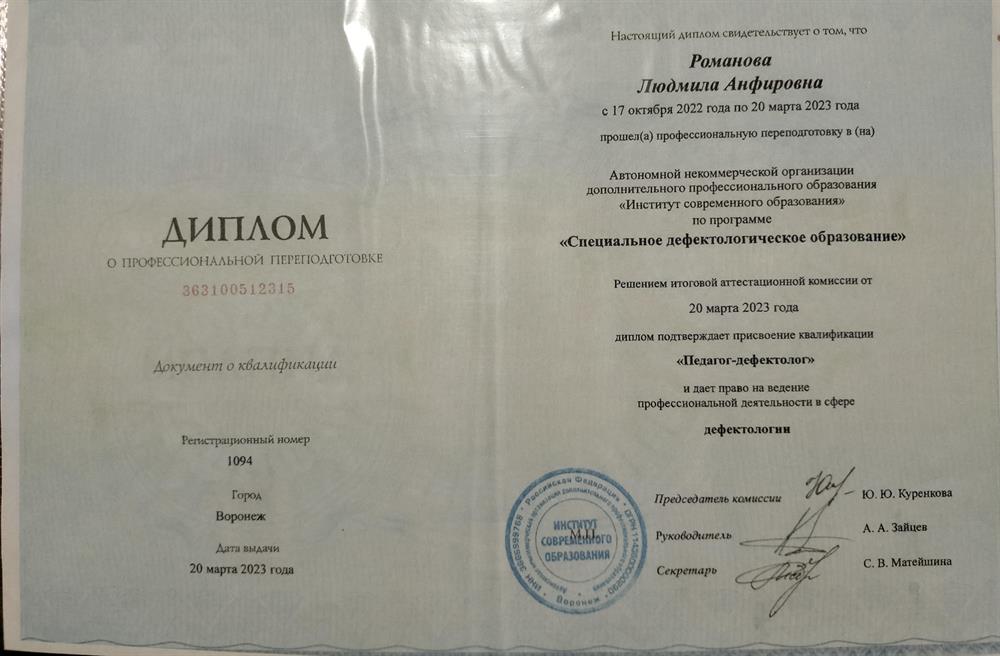 ДИПЛОМ
О ПРОФЕССИОНАЛЬНОЙ ПЕРЕПОДГОТОВКЕ
363100512315
Документ о квалификации
Регистрационный номер
1094
Город
Воронеж
Дата выдачи
20 марта 2023 года
Настоящий диплом свидетельствует о том, что
Романова
Людмила Анфировна
с 17 октября 2022 года по 20 марта 2023 года
прошел(а) профессиональную переподготовку в (на)
Автономной некоммерческой организации
дополнительного профессионального образования
«Институт современного образования»
по программе
«Специальное дефектологическое образование»
Решением итоговой аттестационной комиссии от
20 марта 2023 года
диплом подтверждает присвоение квалификации
«Педагог-дефектолог»
и дает право на ведение
профессиональной деятельности в сфере
дефектологии
Председатель комиссии Ю. Ю. Куренкова
Руководитель А. А. Зайцев
Секретарь С. В. Матейшина
М.П.
ИНСТИТУТ
СОВРЕМЕННОГО
ОБРАЗОВАНИЯ
Российская Федерация
Воронеж